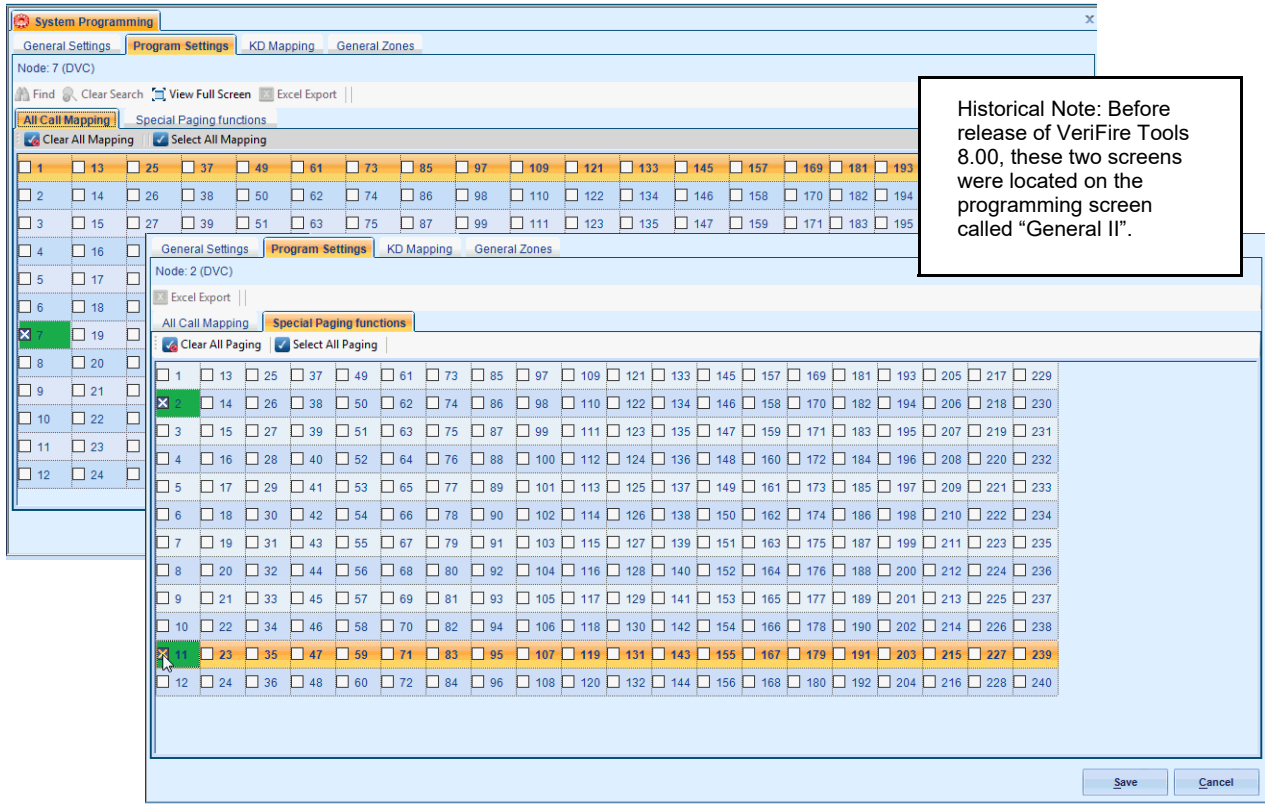 System Programming x
General Settings Program Settings KD Mapping General Zones
Node: 7 (DVC)
Find Clear Search View Full Screen Excel Export
All Call Mapping Special Paging functions
Clear All Mapping Select All Mapping
1 13 25 37 49 61 73 85 97 109 121 133 145 157 169 181 193
2 14 26 38 50 62 74 86 98 110 122 134 146 158 170 182 194
3 15 27 39 51 63 75 87 99 111 123 135 147 159 171 183 195
4 16
5 17
6 18
7 19
8 20
9 21
10 22
11 23
12 24
Historical Note: Before
release of VeriFire Tools
8.00, these two screens
were located on the
programming screen
called “General II”.
General Settings Program Settings KD Mapping General Zones
Node: 2 (DVC)
Excel Export
All Call Mapping Special Paging functions
Clear All Paging Select All Paging
1 13 25 37 49 61 73 85 97 109 121 133 145 157 169 181 193 205 217 229
2 14 26 38 50 62 74 86 98 110 122 134 146 158 170 182 194 206 218 230
3 15 27 39 51 63 75 87 99 111 123 135 147 159 171 183 195 207 219 231
4 16 28 40 52 64 76 88 100 112 124 136 148 160 172 184 196 208 220 232
5 17 29 41 53 65 77 89 101 113 125 137 149 161 173 185 197 209 221 233
6 18 30 42 54 66 78 90 102 114 126 138 150 162 174 186 198 210 222 234
7 19 31 43 55 67 79 91 103 115 127 139 151 163 175 187 199 211 223 235
8 20 32 44 56 68 80 92 104 116 128 140 152 164 176 188 200 212 224 236
9 21 33 45 57 69 81 93 105 117 129 141 153 165 177 189 201 213 225 237
10 22 34 46 58 70 82 94 106 118 130 142 154 166 178 190 202 214 226 238
11 23 35 47 59 71 83 95 107 119 131 143 155 167 179 191 203 215 227 239
12 24 36 48 60 72 84 96 108 120 132 144 156 168 180 192 204 216 228 240
Save Cancel